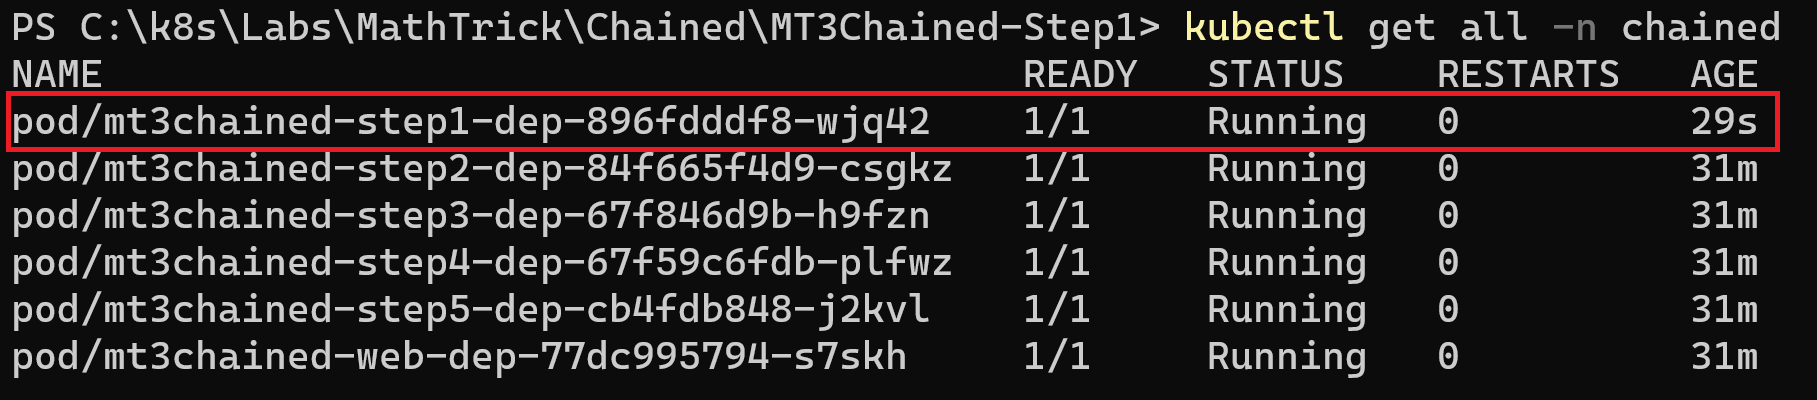 PS C:\k8s\Labs\MathTrick\Chained\MT3Chained-Step1> kubectl get all -n chained
NAME READY STATUS RESTARTS AGE
pod/mt3chained-step1-dep-896fdddf8-wjq42 1/1 Running 0 29s
pod/mt3chained-step2-dep-84f665f4d9-csgkz 1/1 Running 0 31m
pod/mt3chained-step3-dep-67f846d9b-h9fzn 1/1 Running 0 31m
pod/mt3chained-step4-dep-67f59c6fdb-plfwz 1/1 Running 0 31m
pod/mt3chained-step5-dep-cb4fdb848-j2kvl 1/1 Running 0 31m
pod/mt3chained-web-dep-77dc995794-s7skh 1/1 Running 0 31m